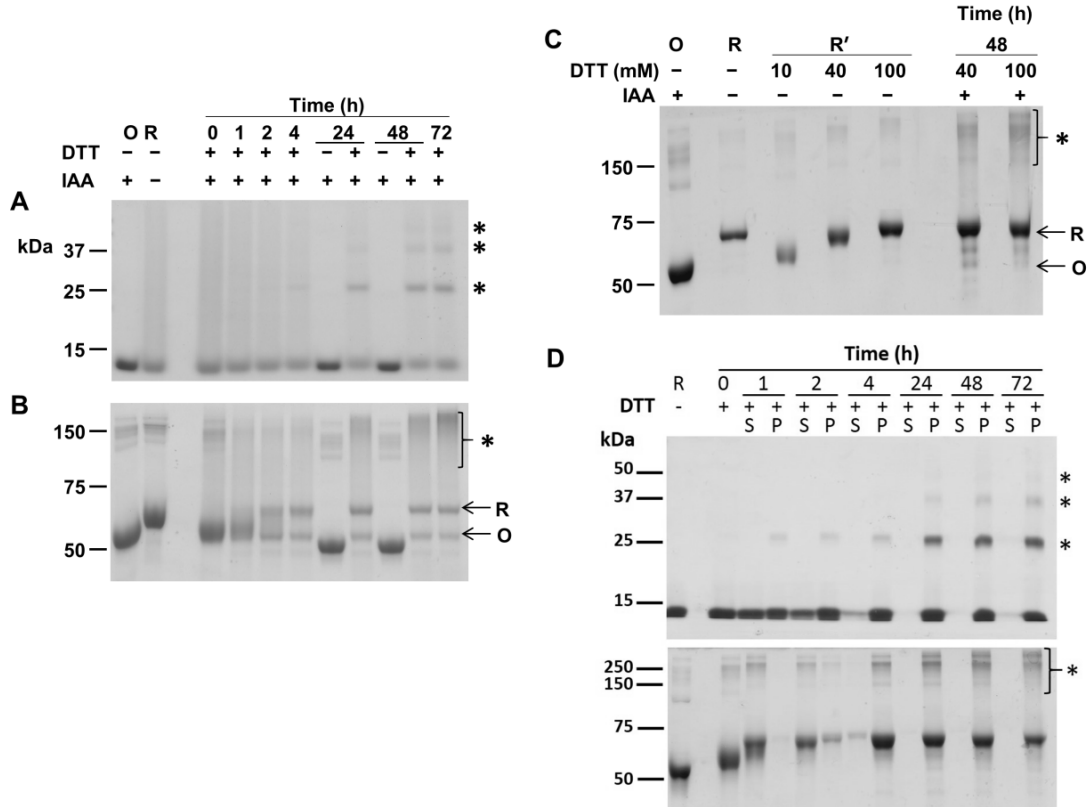 Time (h)
O R 0 1 2 4 24 48 72
DTT − − + + + + − + − + +
IAA + − + + + + + + + + +
A
kDa
37
25
15
*
*
*
B
150
75
50
*
R
O
C
Time (h)
O R R′ 48
DTT (mM) − − 10 40 100 40 100
IAA + − − − − + +
150
75
50
*
R
O
D
Time (h)
R 0 1 2 4 24 48 72
DTT - + + + + + + + + + + + + +
S P S P S P S P S P S P
kDa
50
37
25
15
*
*
*
250
150
75
50
*